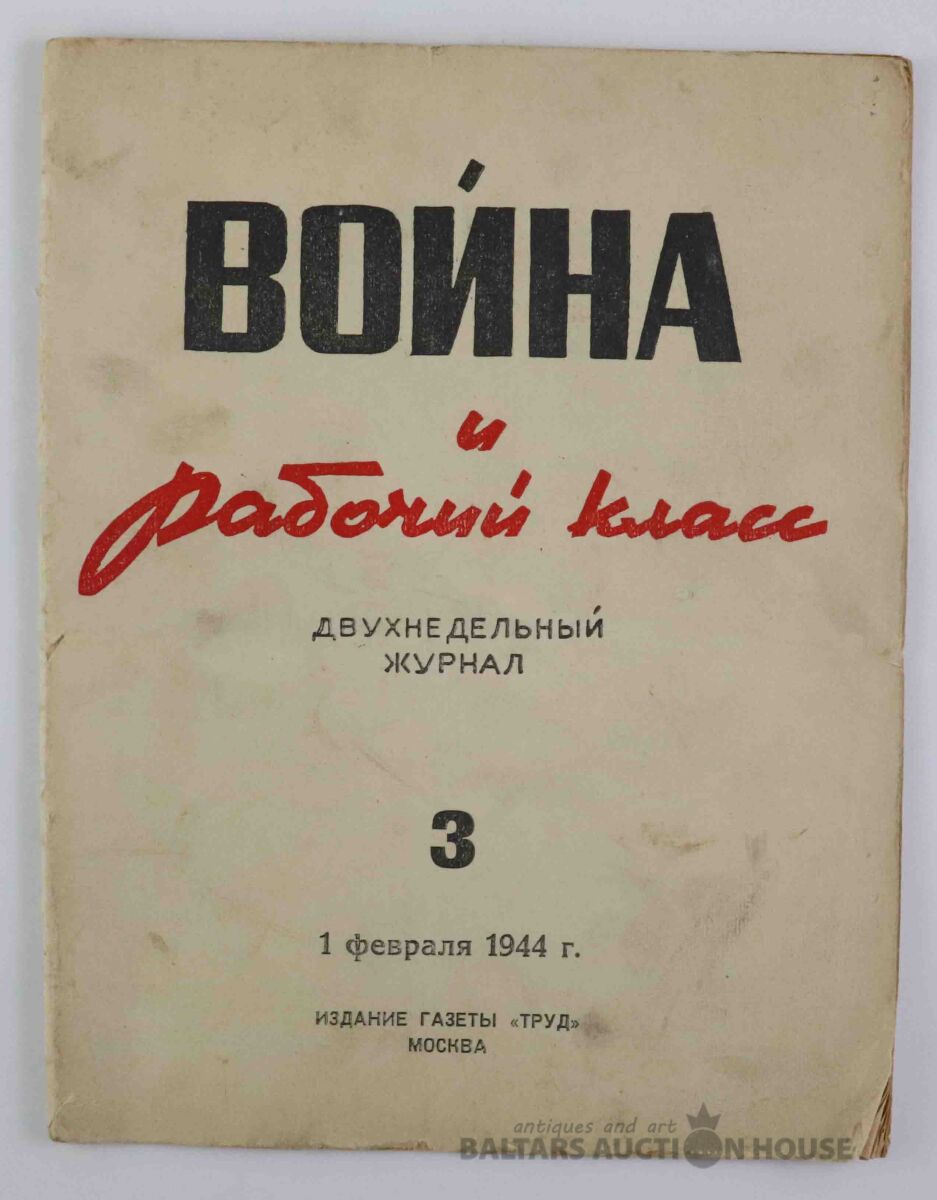 ВОЙНА
и
рабочий класс
ДВУХНЕДЕЛЬНЫЙ
ЖУРНАЛ
3
1 февраля 1944 г.
ИЗДАНИЕ ГАЗЕТЫ «ТРУД»
МОСКВА
antiques and art
BALTARS AUCTION HOUSE